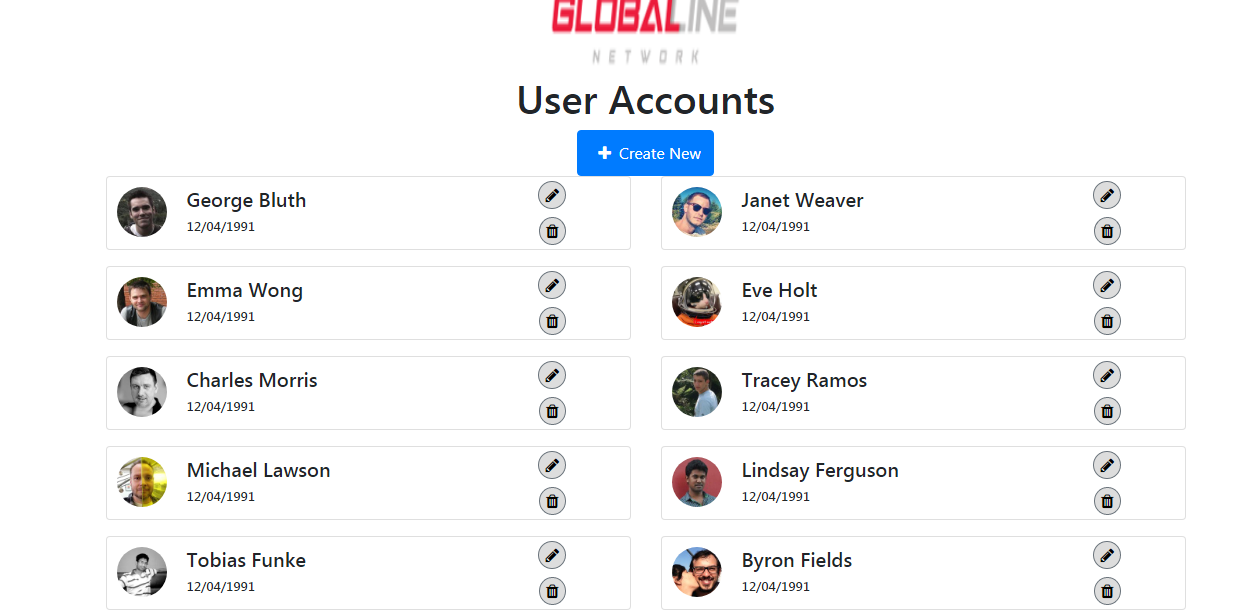 GLOBALINE
NETWORK
User Accounts
Create New
George Bluth
12/04/1991
Janet Weaver
12/04/1991
Emma Wong
12/04/1991
Eve Holt
12/04/1991
Charles Morris
12/04/1991
Tracey Ramos
12/04/1991
Michael Lawson
12/04/1991
Lindsay Ferguson
12/04/1991
Tobias Funke
12/04/1991
Byron Fields
12/04/1991